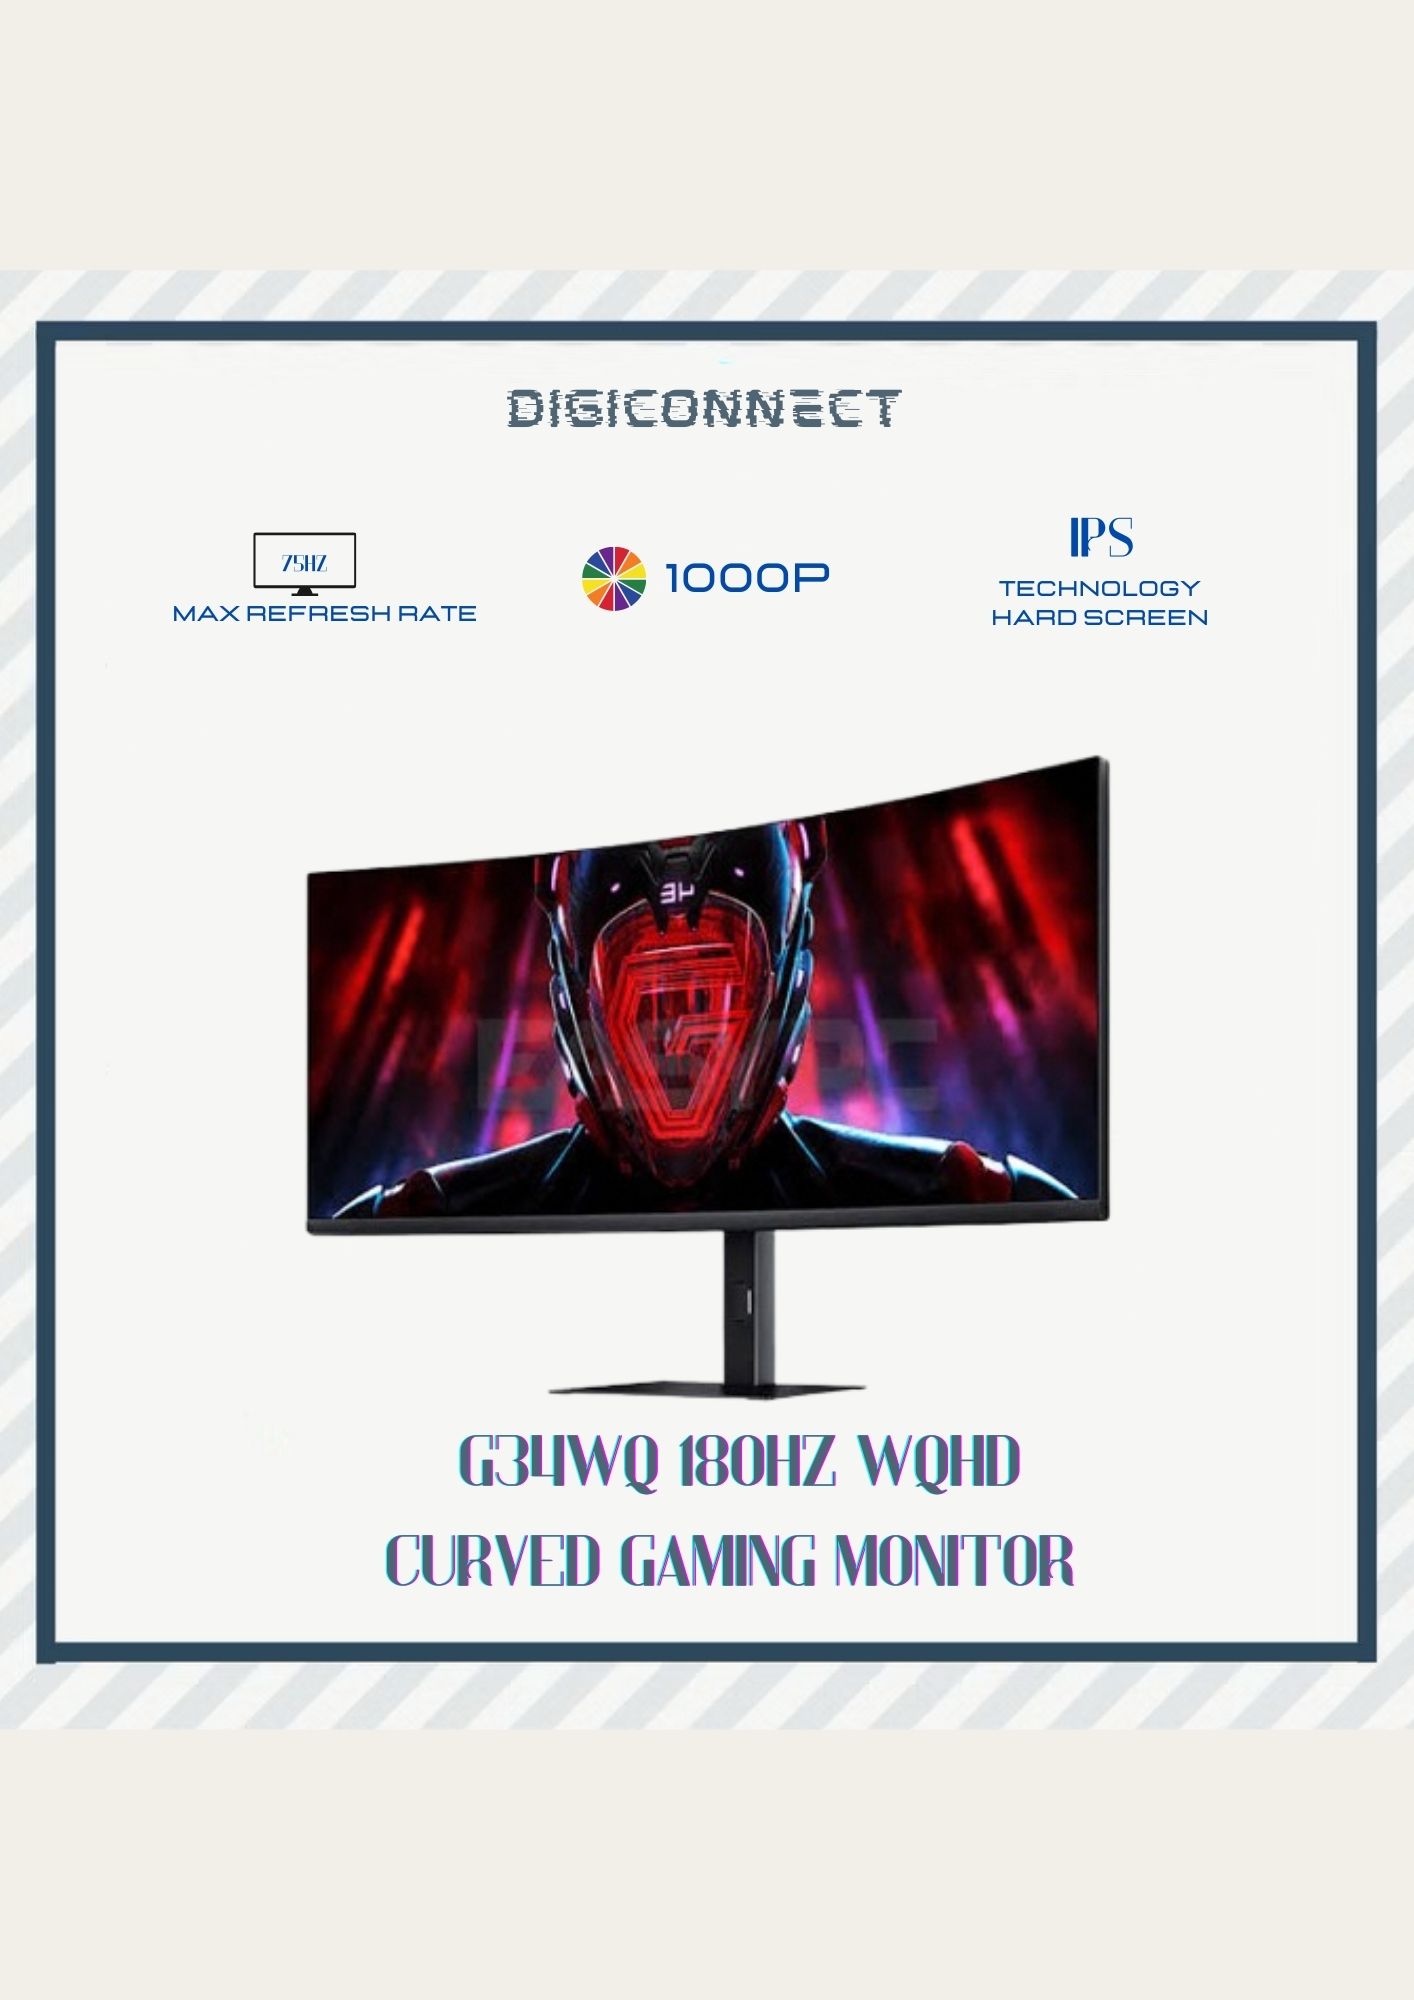 DIGICONNECT
75HZ
MAX REFRESH RATE
1000P
IPS
TECHNOLOGY
HARD SCREEN
G34WQ 180HZ WQHD
CURVED GAMING MONITOR